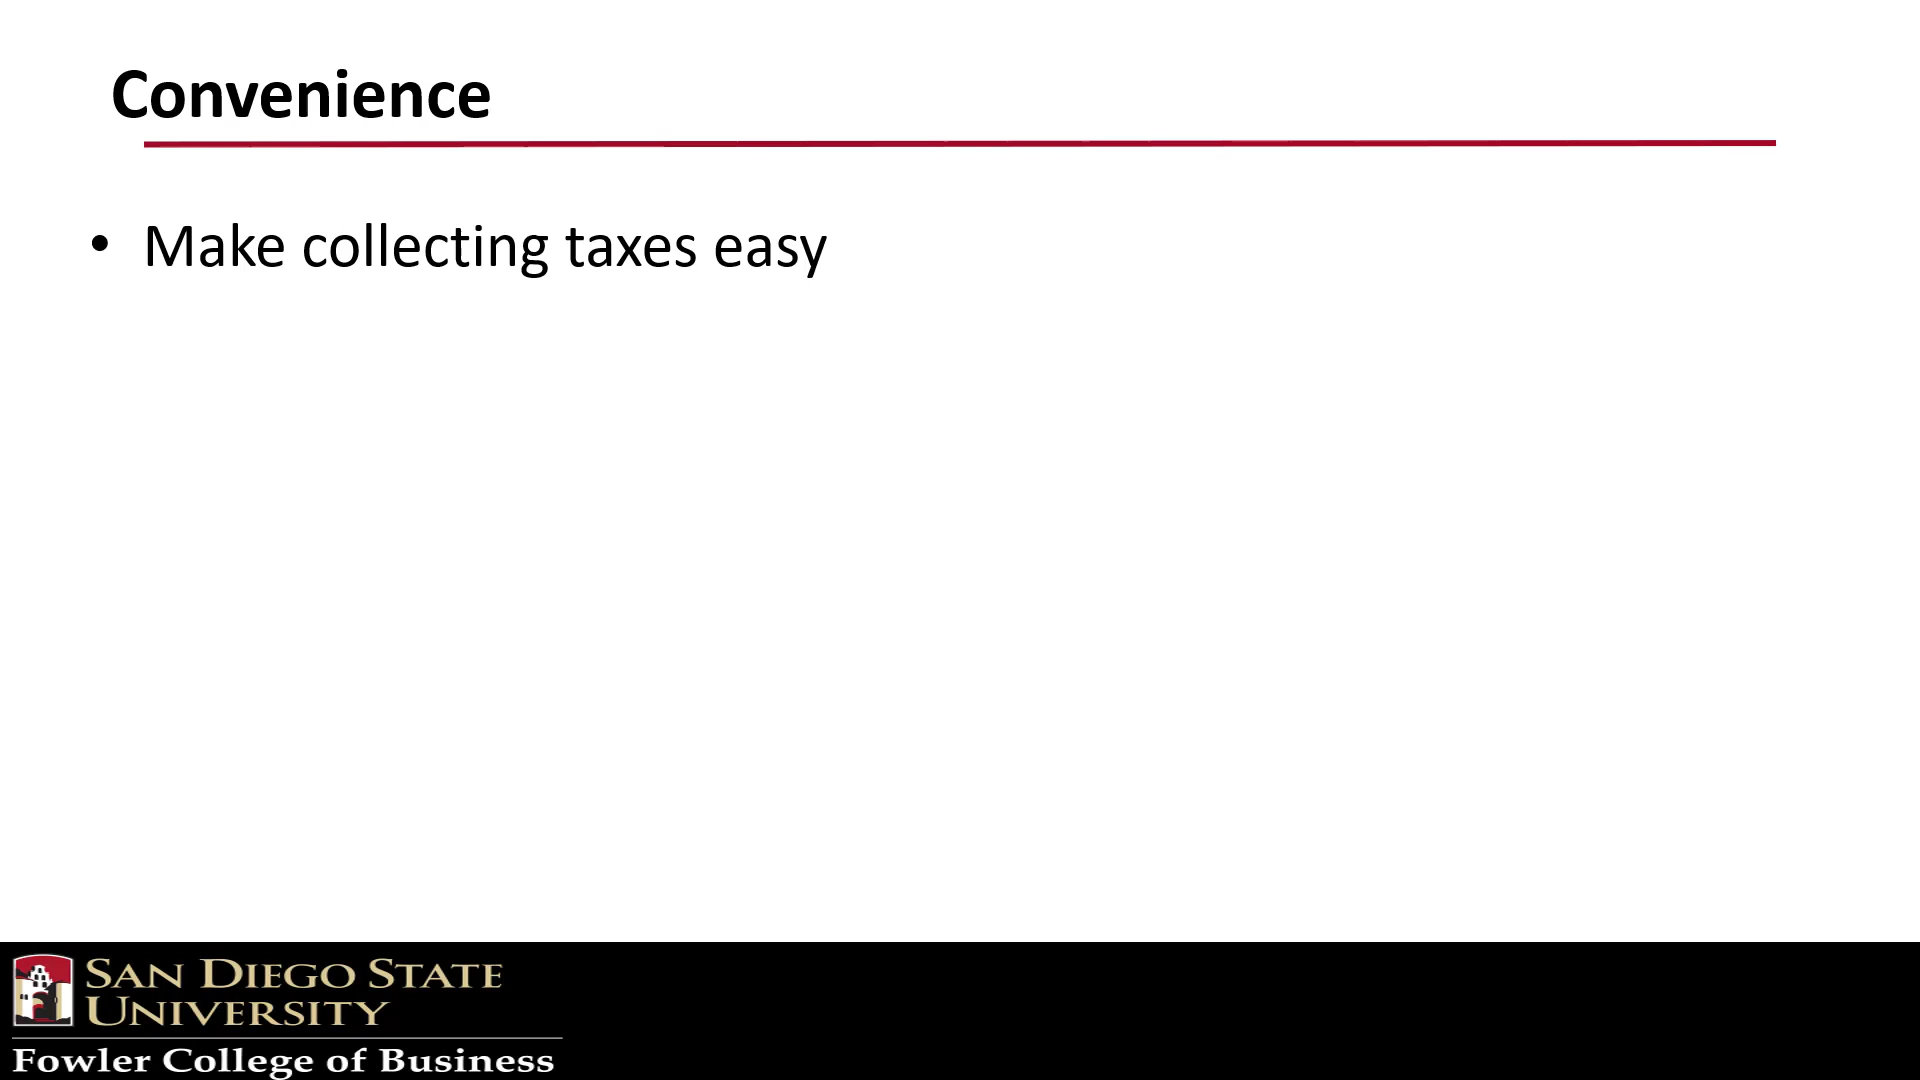 Convenience
• Make collecting taxes easy
SAN DIEGO STATE
UNIVERSITY
Fowler College of Business